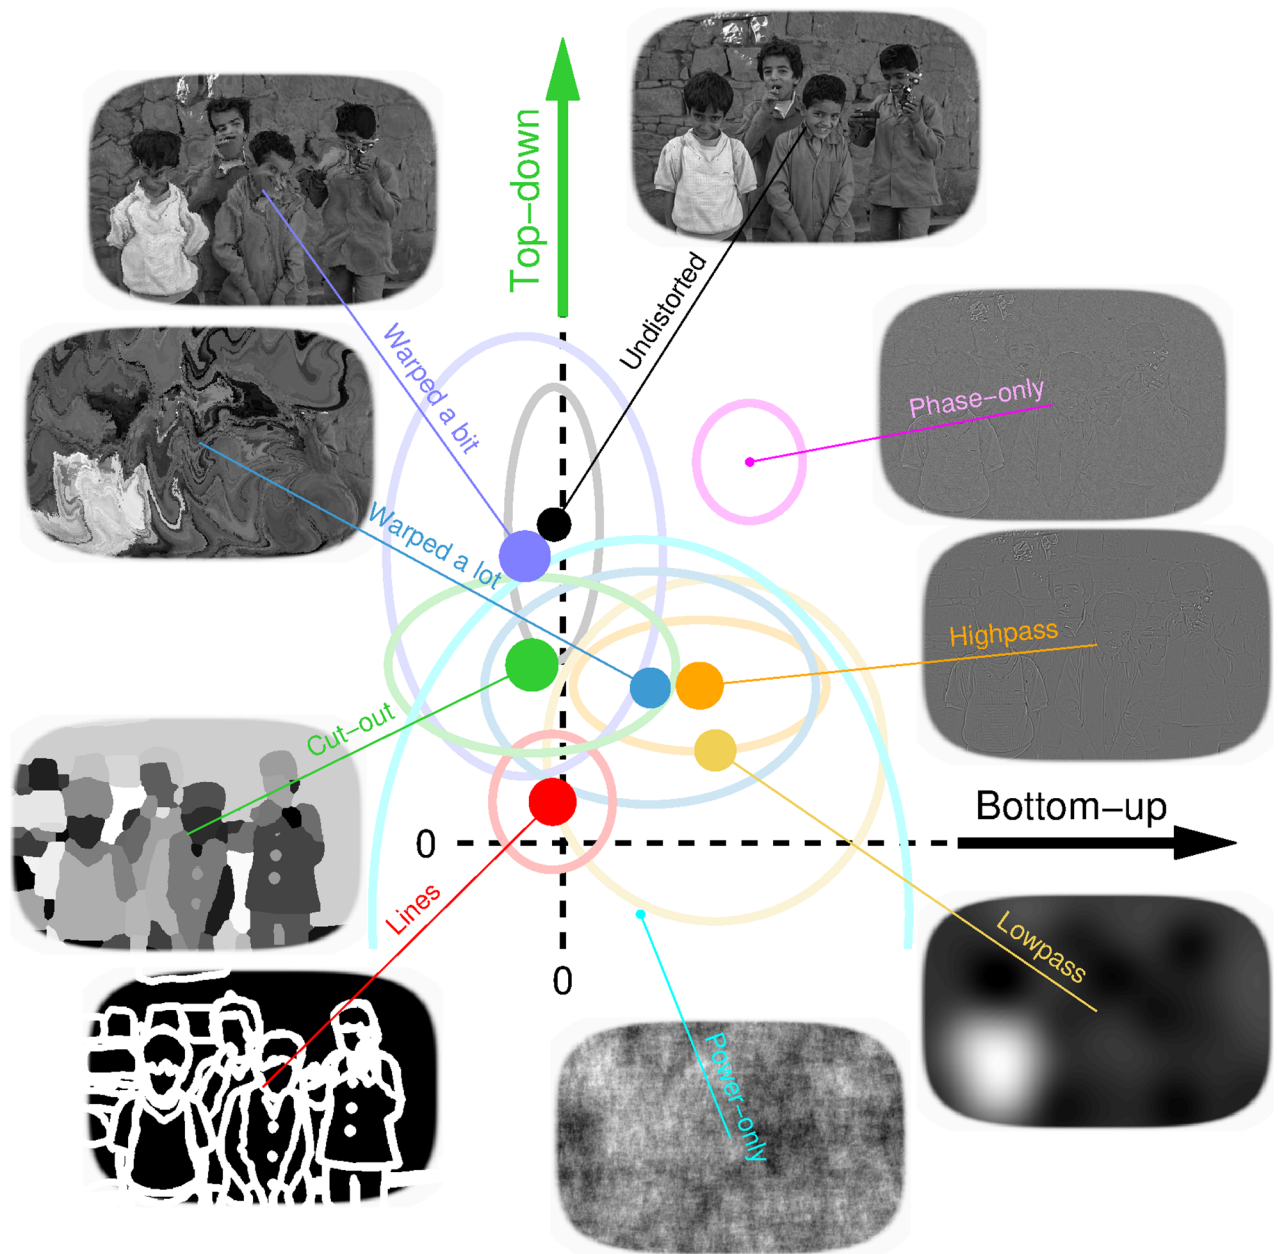 Top−down
Undistorted
Warped a bit
Phase−only
Warped a lot
Highpass
Cut−out
Bottom−up
0
Lines
Lowpass
0
Power−only